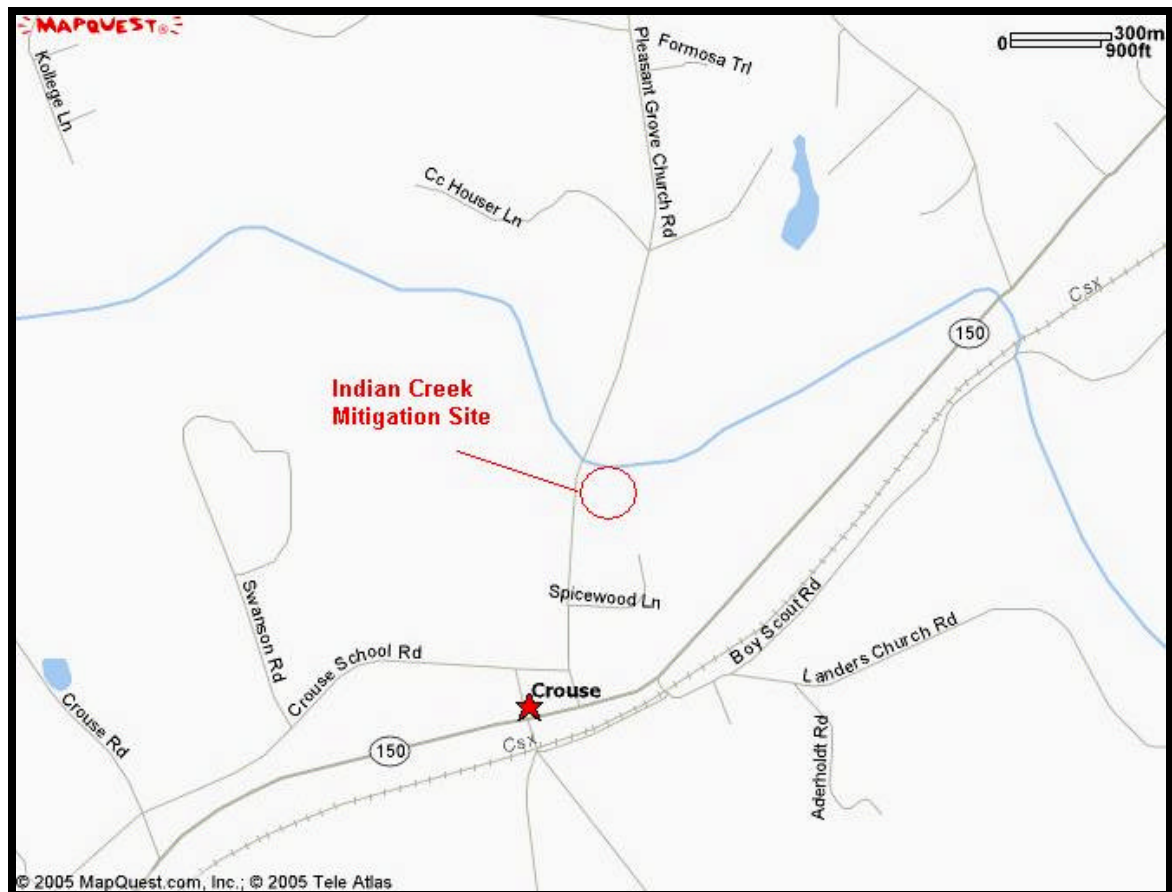 MAPQUEST®
0
300m
900ft
Kollege Ln
Formosa Trl
Pleasant Grove Church Rd
Cc Houser Ln
Csx
150
Indian Creek
Mitigation Site
Spicewood Ln
Swanson Rd
Crouse School Rd
Boy Scout Rd
Landers Church Rd
Crouse
Crouse Rd
150
Csx
Aderholdt Rd
© 2005 MapQuest.com, Inc.; © 2005 Tele Atlas